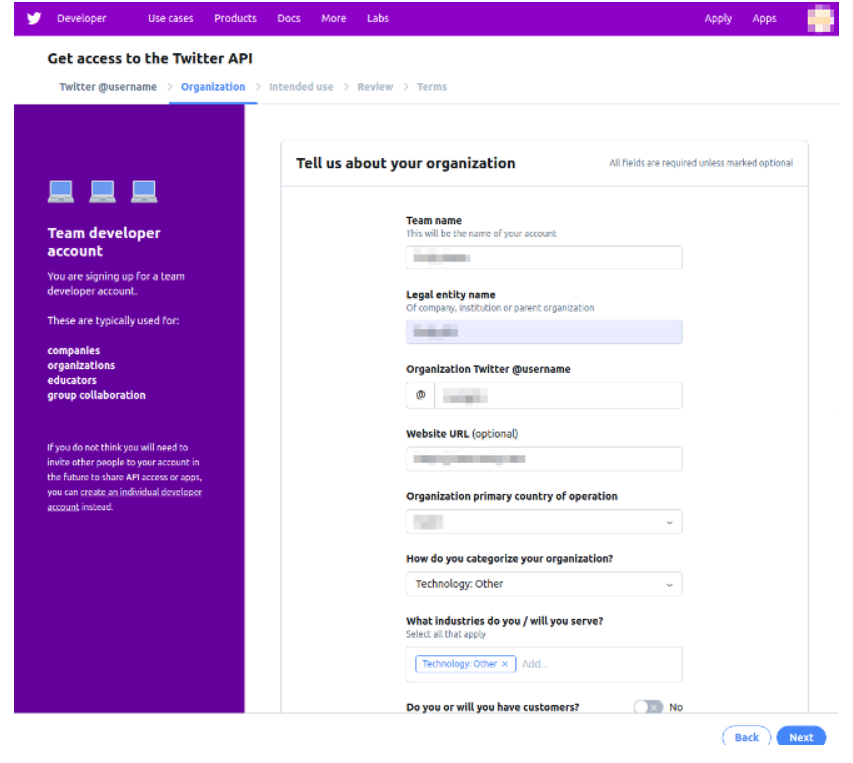 Developer Use cases Products Docs More Labs Apply Apps
Get access to the Twitter API
Twitter @username > Organization > Intended use > Review > Terms
Team developer
account
You are signing up for a team
developer account.
These are typically used for:
companies
organizations
educators
group collaboration
If you do not think you will need to
invite other people to your account in
the future to share API access or apps,
you can create an individual developer
account instead.
Tell us about your organization
All fields are required unless marked optional
Team name
This will be the name of your account
Legal entity name
Of company, institution or parent organization
Organization Twitter @username
@
Website URL (optional)
Organization primary country of operation
How do you categorize your organization?
Technology: Other
What industries do you / will you serve?
Select all that apply
Technology: Other × Add...
Do you or will you have customers? No
Back Next